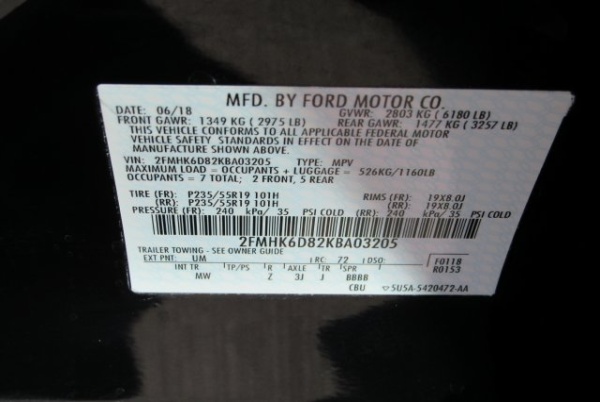 MFD. BY FORD MOTOR CO.
DATE: 06/18 GVWR: 2803 KG ( 6180 LB)
FRONT GAWR: 1349 KG ( 2975 LB) REAR GAWR: 1477 KG ( 3257 LB)
THIS VEHICLE CONFORMS TO ALL APPLICABLE FEDERAL MOTOR
VEHICLE SAFETY STANDARDS IN EFFECT ON THE DATE OF
MANUFACTURE SHOWN ABOVE.
VIN: 2FMHK6D82KBA03205 TYPE: MPV
MAXIMUM LOAD = OCCUPANTS + LUGGAGE = 526KG/1160LB
OCCUPANTS = 7 TOTAL; 2 FRONT, 5 REAR
TIRE (FR): P235/55R19 101H RIMS (FR): 19X8.0J
(RR): P235/55R19 101H (RR): 19X8.0J
PRESSURE (FR): 240 kPa/ 35 PSI COLD (RR): 240 kPa/ 35 PSI COLD
2FMHK6D82KBA03205
TRAILER TOWING - SEE OWNER GUIDE
EXT PNT: UM RC: 72 DSO: F0118
R0153
INT TR TP/PS R AXLE TR SPR
MW Z 3J J BBBB
CBU 5U5A-5420472-AA